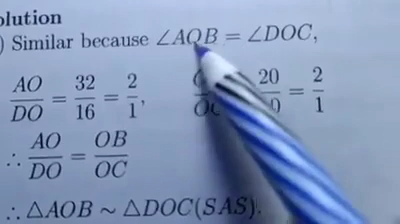 olution
) Similar because ∠AOB = ∠DOC,
AO/DO = 32/16 = 2/1, 20 = 2/1
∴ AO/DO = OB/OC
∴ △AOB ~ △DOC(SAS).